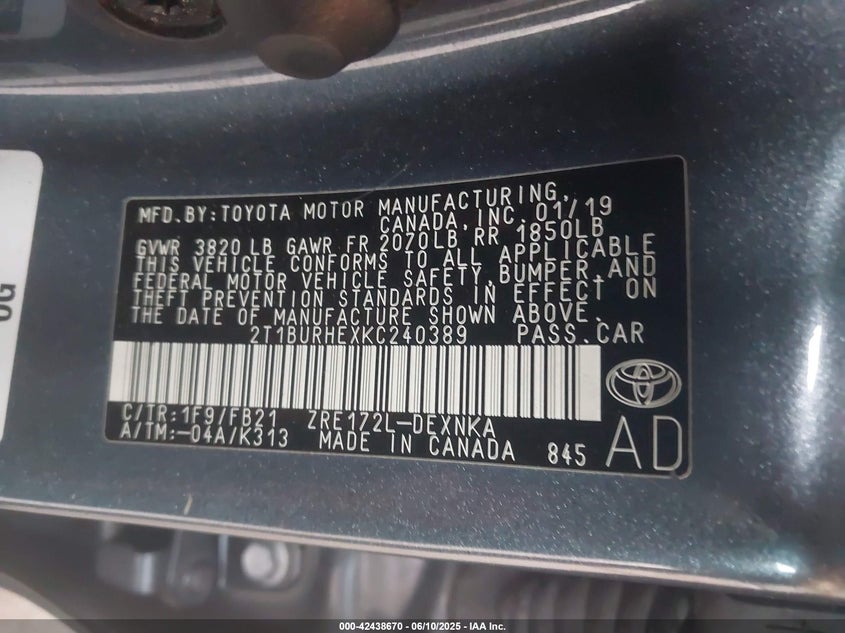 MFD.BY:TOYOTA MOTOR MANUFACTURING,
CANADA,INC. 01/19
GVWR 3820 LB GAWR FR 2070LB RR 1850LB
THIS VEHICLE CONFORMS TO ALL APPLICABLE
FEDERAL MOTOR VEHICLE SAFETY,BUMPER,AND
THEFT PREVENTION STANDARDS IN EFFECT ON
THE DATE OF MANUFACTURE SHOWN ABOVE.
2T1BURHEXKC240389 PASS.CAR
C/TR:1F9/FB21 ZRE172L-DEXNKA
A/TM:-04A/K313 MADE IN CANADA 845 AD
000-42438670 - 06/10/2025 - IAA Inc.